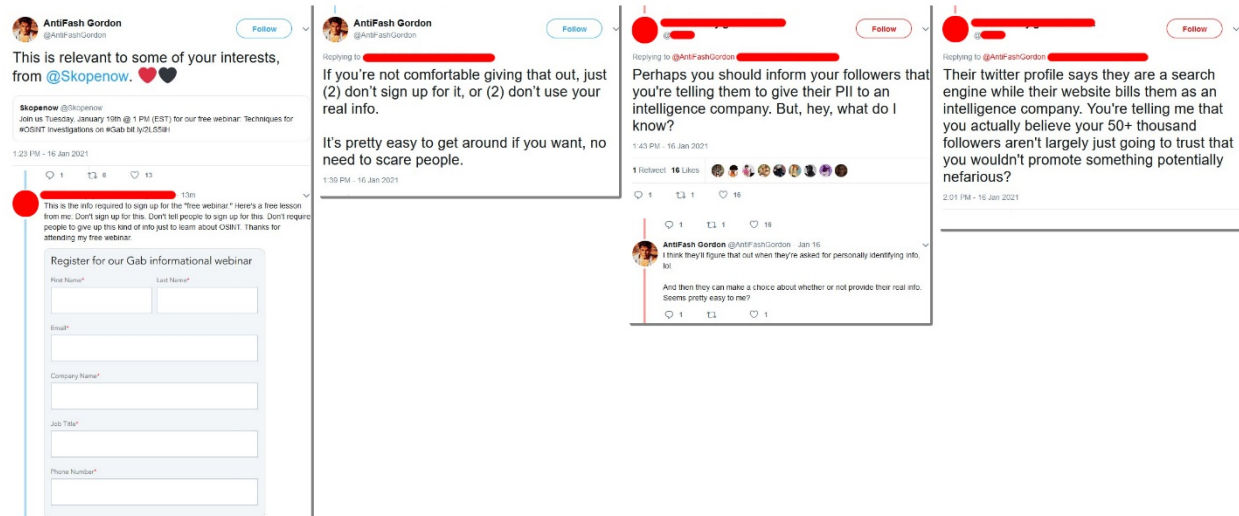 AntiFash Gordon
@AntiFashGordon
Follow
This is relevant to some of your interests,
from @Skopenow. ❤️🖤
Skopenow @Skopenow
Join us Tuesday, January 19th @ 1 PM (EST) for our free webinar: Techniques for
#OSINT Investigations on #Gab bit.ly/2LS5iiH
1:23 PM - 16 Jan 2021
1 6 13
13m
This is the info required to sign up for the "free webinar." Here's a free lesson
from me: Don't sign up for this. Don't tell people to sign up for this. Don't require
people to give up this kind of info just to learn about OSINT. Thanks for
attending my free webinar.
Register for our Gab informational webinar
First Name* Last Name*
Email*
Company Name*
Job Title*
Phone Number*
AntiFash Gordon
@AntiFashGordon
Follow
Replying to
If you're not comfortable giving that out, just
(2) don't sign up for it, or (2) don't use your
real info.
It's pretty easy to get around if you want, no
need to scare people.
1:39 PM - 16 Jan 2021
@
Follow
Replying to @AntiFashGordon
Perhaps you should inform your followers that
you're telling them to give their PII to an
intelligence company. But, hey, what do I
know?
1:43 PM - 16 Jan 2021
1 Retweet 16 Likes
1 1 16
1 1 16
AntiFash Gordon @AntiFashGordon · Jan 16
I think they'll figure that out when they're asked for personally identifying info,
lol.
And then they can make a choice about whether or not provide their real info.
Seems pretty easy to me?
1 1
@
Follow
Replying to @AntiFashGordon
Their twitter profile says they are a search
engine while their website bills them as an
intelligence company. You're telling me that
you actually believe your 50+ thousand
followers aren't largely just going to trust that
you wouldn't promote something potentially
nefarious?
2:01 PM - 16 Jan 2021